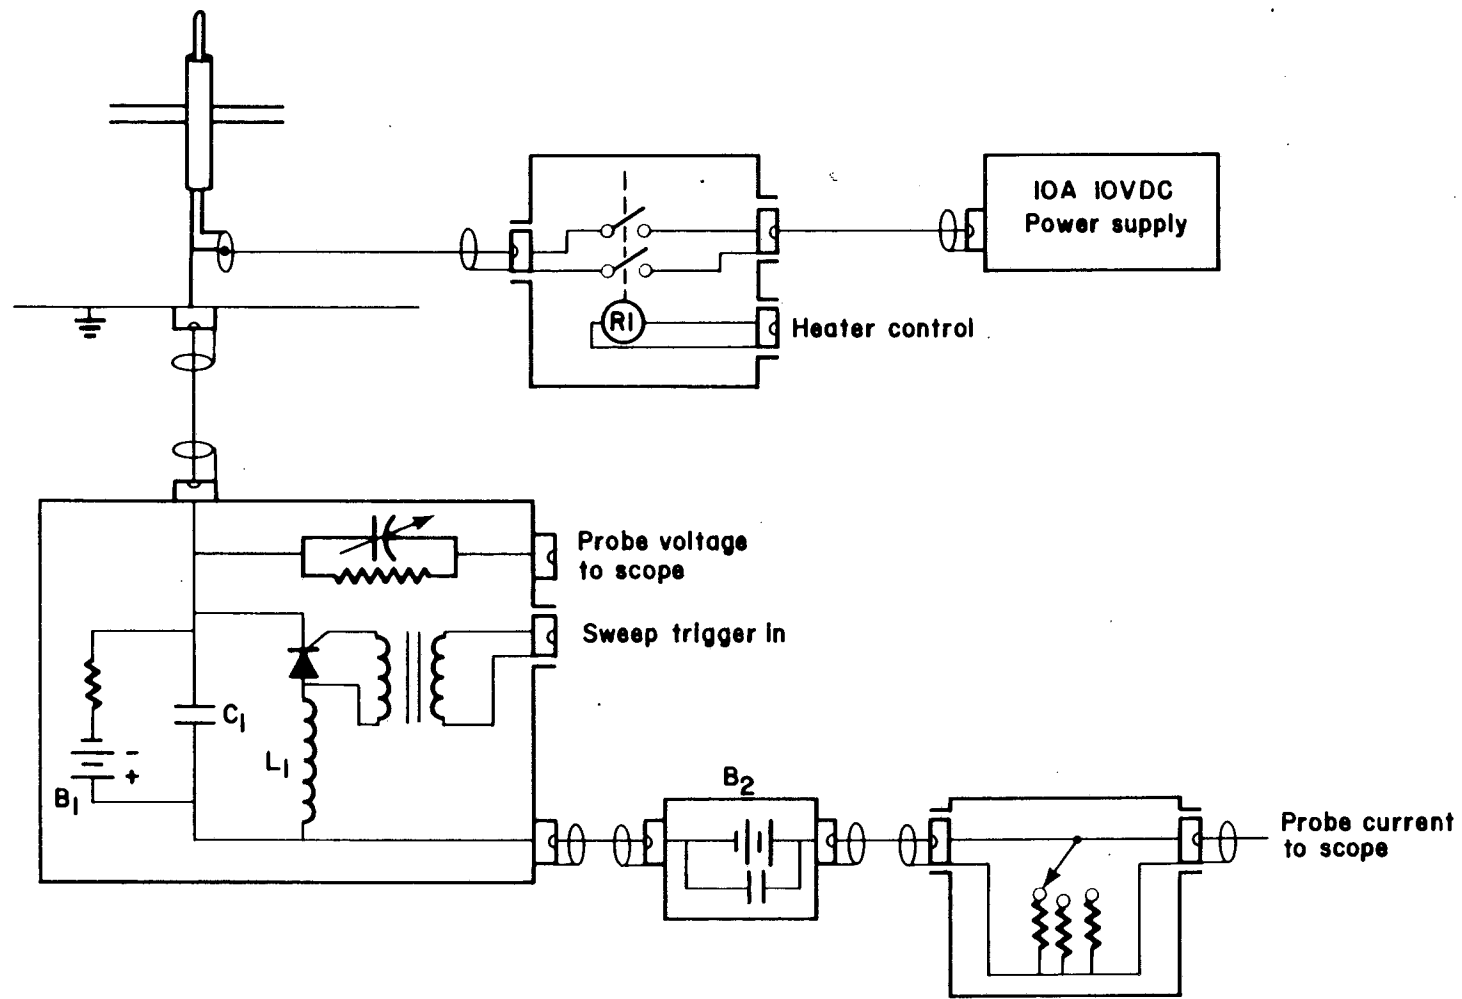 10A 10VDC
Power supply
R1
Heater control
Probe voltage
to scope
Sweep trigger in
C1
L1
-
+
B1
B2
Probe current
to scope